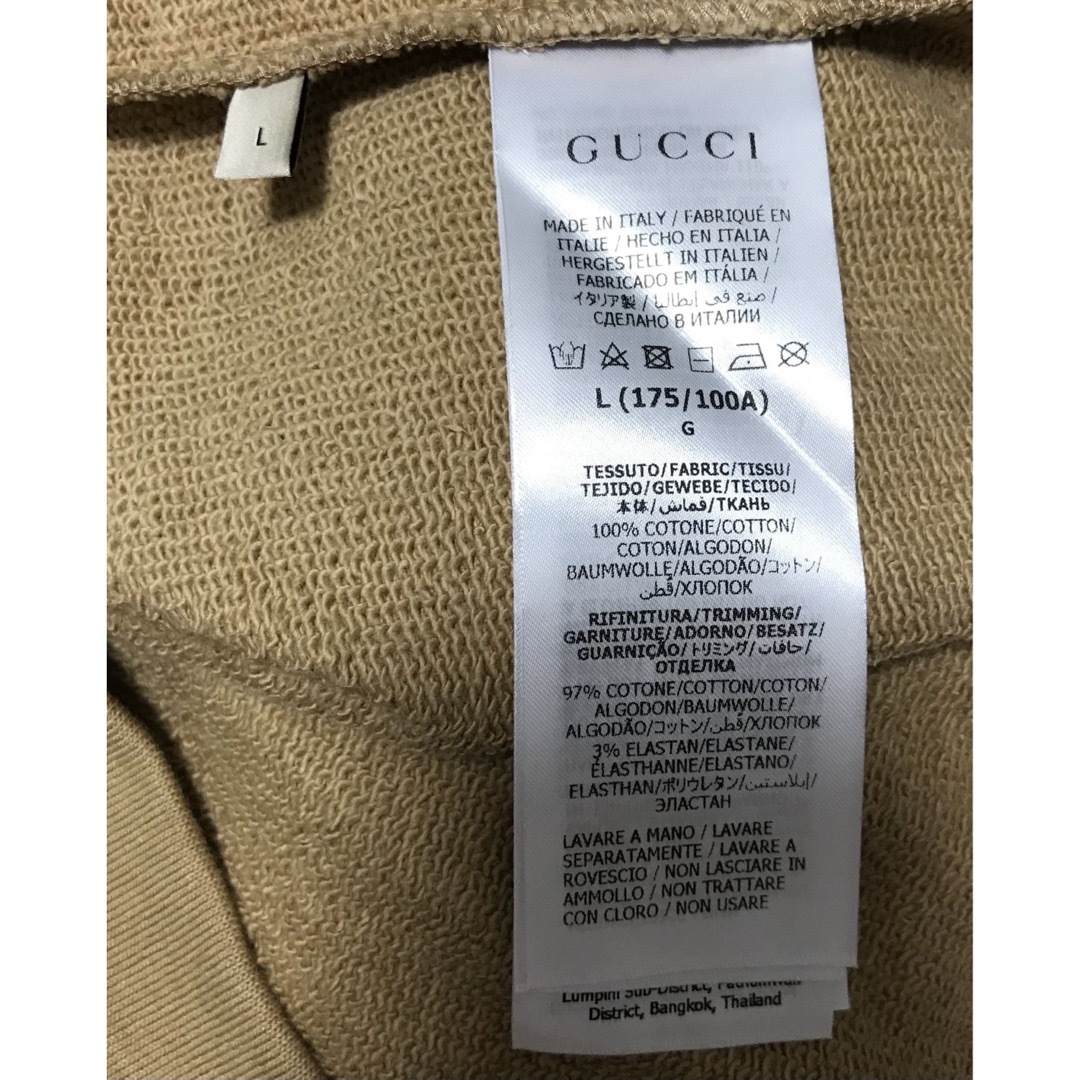 L
GUCCI
MADE IN ITALY / FABRIQUÉ EN
ITALIE / HECHO EN ITALIA /
HERGESTELLT IN ITALIEN /
FABRICADO EM ITÁLIA /
イタリア製 / صنع في إيطاليا /
СДЕЛАНО В ИТАЛИИ
L (175/100A)
G
TESSUTO/FABRIC/TISSU/
TEJIDO/GEWEBE/TECIDO/
本体/قماش/ТКАНЬ
100% COTONE/COTTON/
COTON/ALGODON/
BAUMWOLLE/ALGODÃO/コットン/
قُطن/ХЛОПОК
RIFINITURA/TRIMMING/
GARNITURE/ADORNO/BESATZ/
GUARNIÇÃO/トリミング/حافات/
ОТДЕЛКА
97% COTONE/COTTON/COTON/
ALGODON/BAUMWOLLE/
ALGODÃO/コットン/قُطن/ХЛОПОК
3% ELASTAN/ELASTANE/
ÉLASTHANNE/ELASTANO/
ELASTHAN/ポリウレタン/إيلاستين/
ЭЛАСТАН
LAVARE A MANO / LAVARE
SEPARATAMENTE / LAVARE A
ROVESCIO / NON LASCIARE IN
AMMOLLO / NON TRATTARE
CON CLORO / NON USARE
Lumpini Sub-District, Pathumwan
District, Bangkok, Thailand